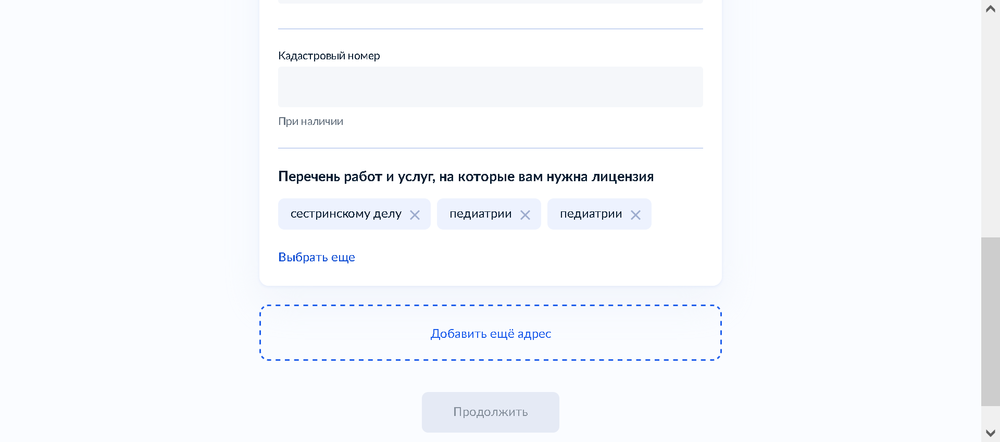 Кадастровый номер
При наличии
Перечень работ и услуг, на которые вам нужна лицензия
сестринскому делу педиатрии педиатрии
Выбрать еще
Добавить ещё адрес
Продолжить